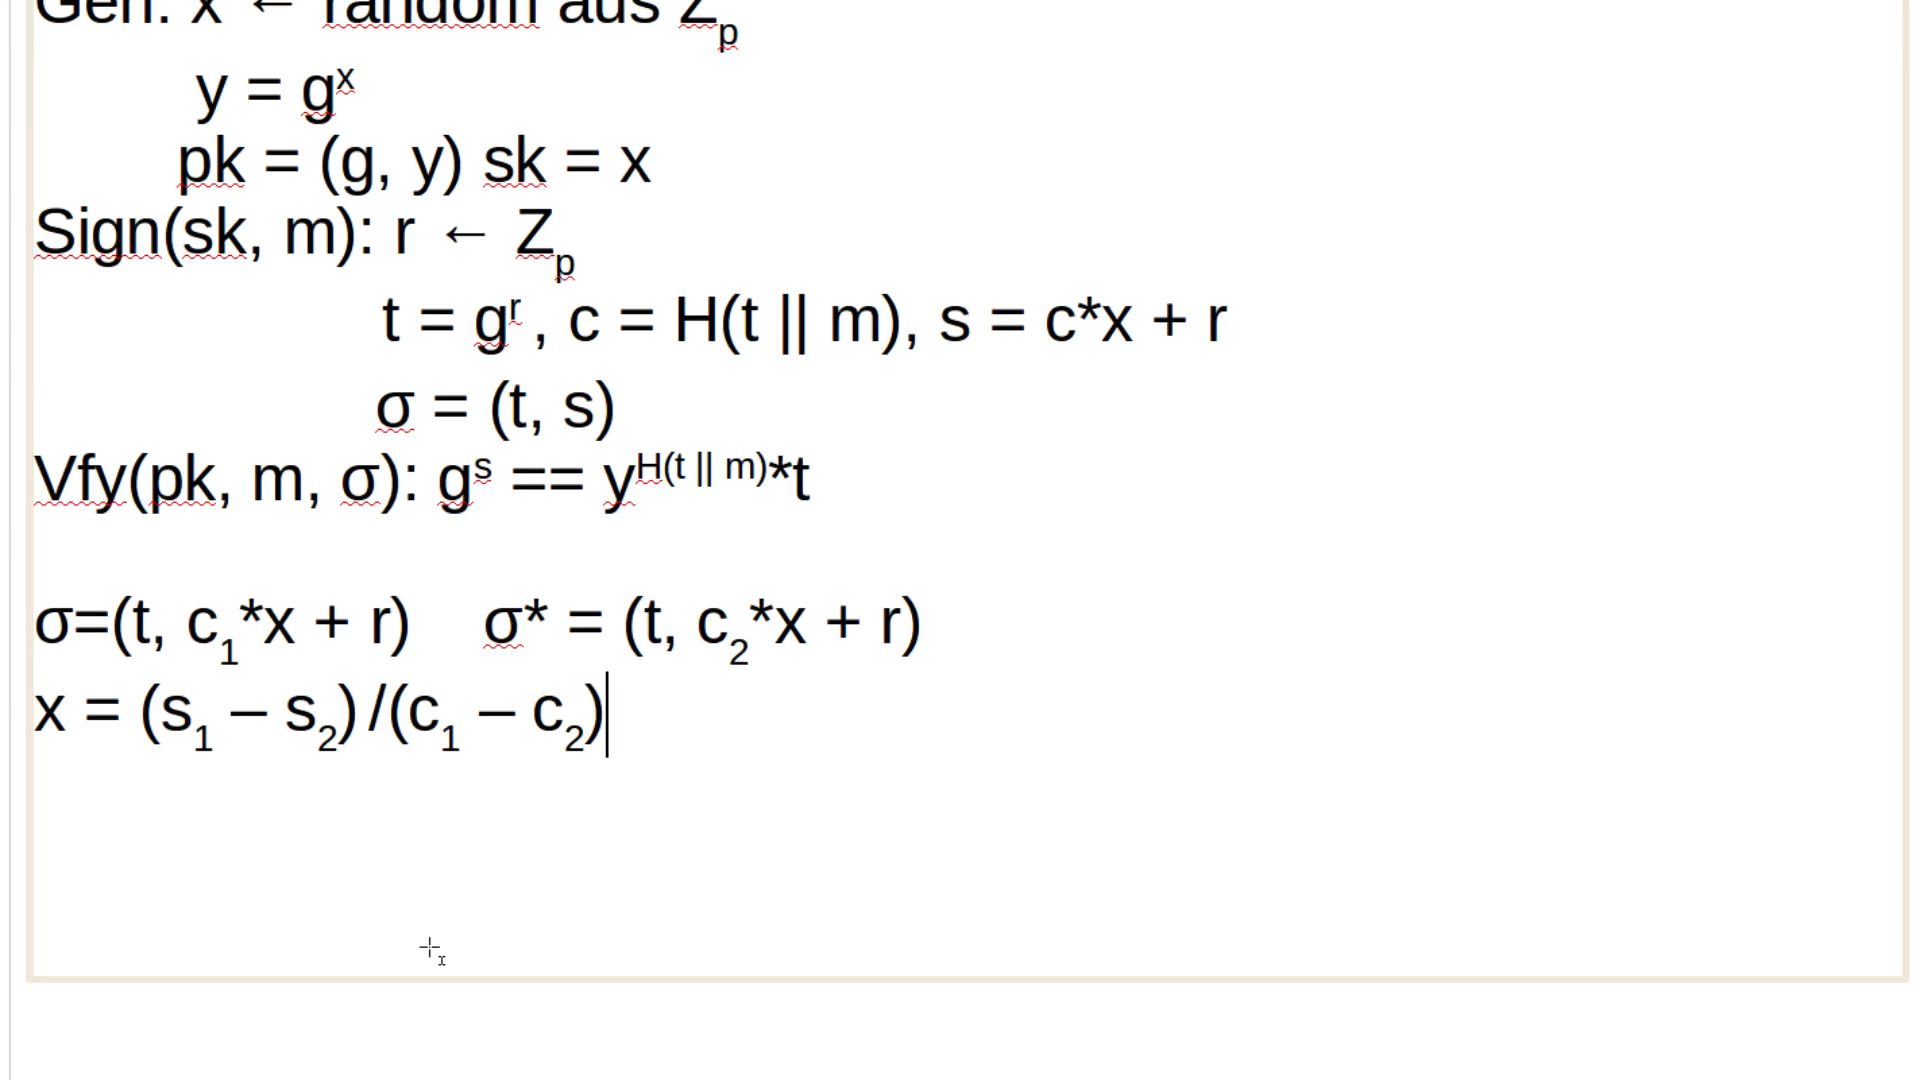 Gen: x ← random aus Zp
y = g^x
pk = (g, y) sk = x
Sign(sk, m): r ← Zp
t = g^r , c = H(t || m), s = c*x + r
σ = (t, s)
Vfy(pk, m, σ): g^s == y^H(t || m)*t
σ=(t, c1*x + r) σ* = (t, c2*x + r)
x = (s1 – s2) /(c1 – c2)